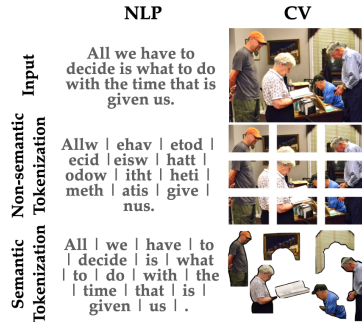 NLP CV
Input
All we have to
decide is what to do
with the time that is
given us.
Non-semantic
Tokenization
Allw | ehav | etod |
ecid |eisw | hatt |
odow | itht | heti |
meth | atis | give |
nus.
Semantic
Tokenization
All | we | have | to
| decide | is | what
| to | do | with | the
| time | that | is |
given | us | .